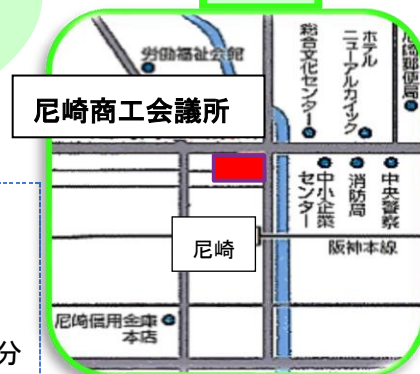 労働福祉会館
総合文化センター
ホテル
ニューアルカイック
尼崎郵便局
尼崎商工会議所
中小企業
センター
消防局
中央警察
尼崎
阪神本線
尼崎信用金庫
本店
分